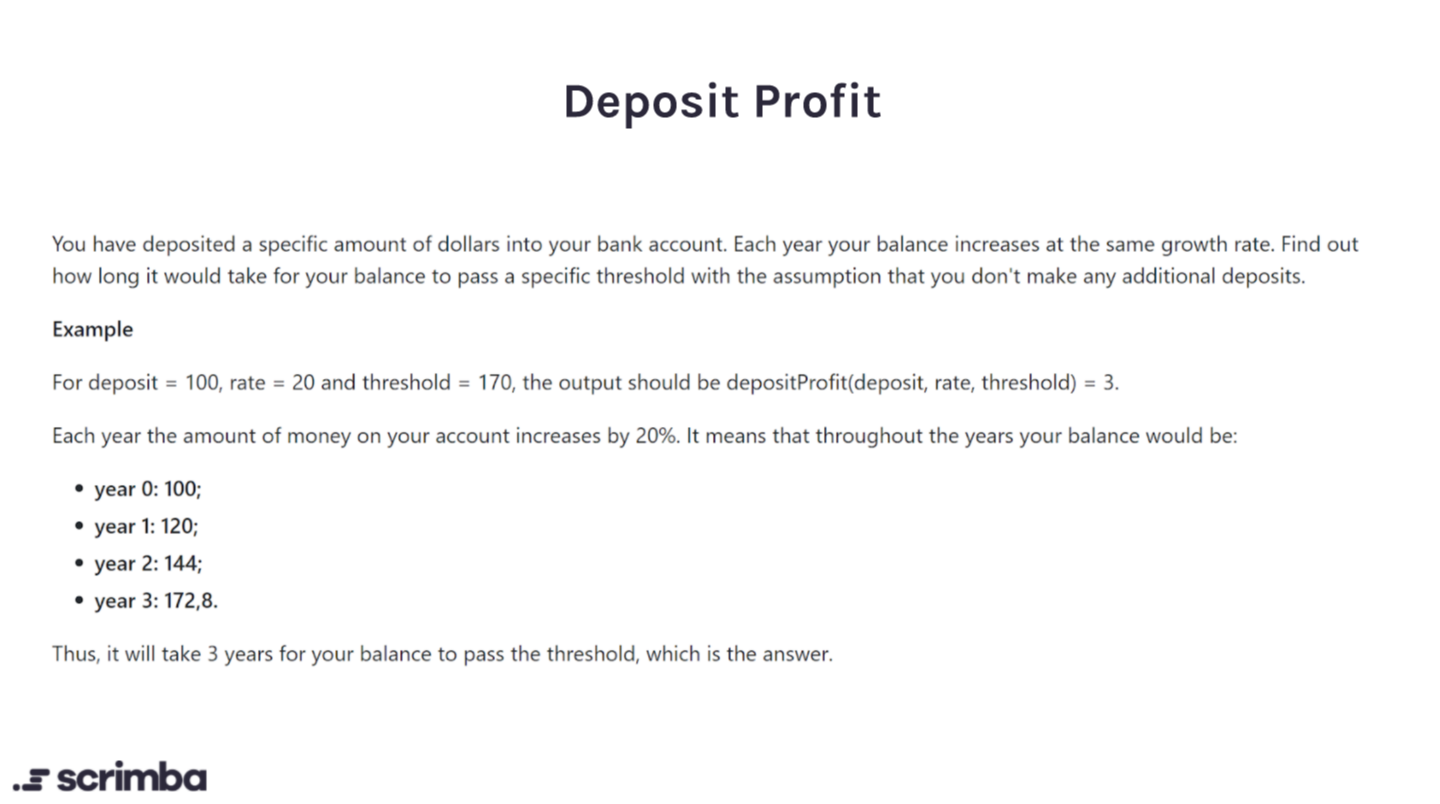 Deposit Profit
You have deposited a specific amount of dollars into your bank account. Each year your balance increases at the same growth rate. Find out
how long it would take for your balance to pass a specific threshold with the assumption that you don't make any additional deposits.
Example
For deposit = 100, rate = 20 and threshold = 170, the output should be depositProfit(deposit, rate, threshold) = 3.
Each year the amount of money on your account increases by 20%. It means that throughout the years your balance would be:
• year 0: 100;
• year 1: 120;
• year 2: 144;
• year 3: 172,8.
Thus, it will take 3 years for your balance to pass the threshold, which is the answer.
scrimba